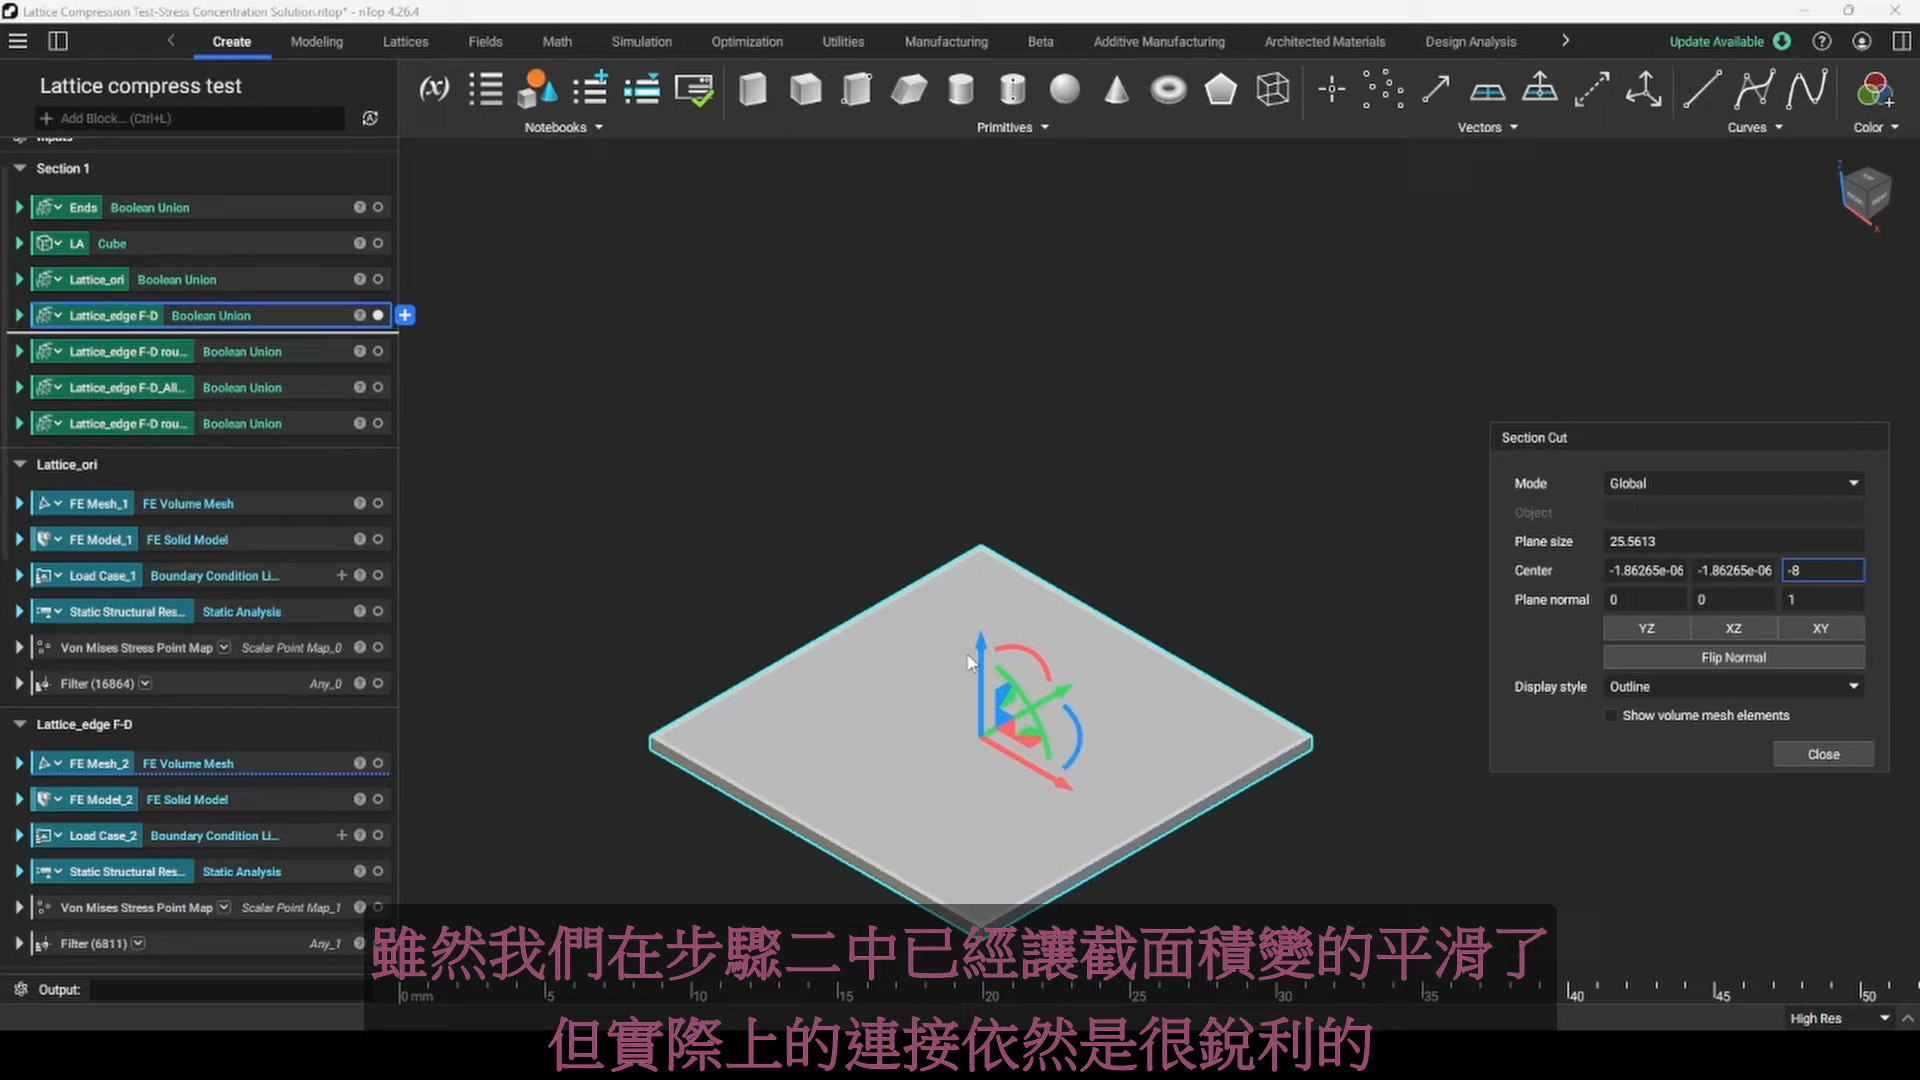 Lattice Compression Test-Stress Concentration Solution.ntop* - nTop 4.26.4
Create Modeling Lattices Fields Math Simulation Optimization Utilities Manufacturing Beta Additive Manufacturing Architected Materials Design Analysis
Update Available
Lattice compress test
Add Block... (Ctrl+L)
Notebooks
Primitives
Vectors
Curves
Color
Inputs
Section 1
Ends Boolean Union
LA Cube
Lattice_ori Boolean Union
Lattice_edge F-D Boolean Union
Lattice_edge F-D rou... Boolean Union
Lattice_edge F-D_All... Boolean Union
Lattice_edge F-D rou... Boolean Union
Lattice_ori
FE Mesh_1 FE Volume Mesh
FE Model_1 FE Solid Model
Load Case_1 Boundary Condition Li...
Static Structural Res... Static Analysis
Von Mises Stress Point Map Scalar Point Map_0
Filter (16864) Any_0
Lattice_edge F-D
FE Mesh_2 FE Volume Mesh
FE Model_2 FE Solid Model
Load Case_2 Boundary Condition Li...
Static Structural Res... Static Analysis
Von Mises Stress Point Map Scalar Point Map_1
Filter (6811) Any_1
Output:
Z
X
Section Cut
Mode Global
Object
Plane size 25.5613
Center -1.86265e-06 -1.86265e-06 -8
Plane normal 0 0 1
YZ XZ XY
Flip Normal
Display style Outline
Show volume mesh elements
Close
雖然我們在步驟二中已經讓截面積變的平滑了
0 mm 5 10 15 20 25 30 35 40 45 50
High Res
但實際上的連接依然是很銳利的